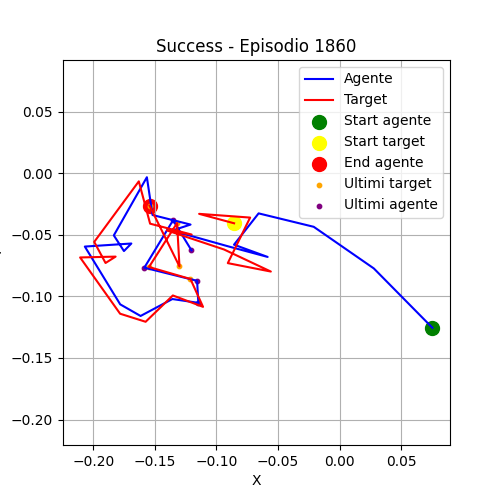 Success - Episodio 1860
Agente
Target
Start agente
Start target
End agente
Ultimi target
Ultimi agente
0.05
0.00
−0.05
−0.10
−0.15
−0.20
−0.20
−0.15
−0.10
−0.05
0.00
0.05
X